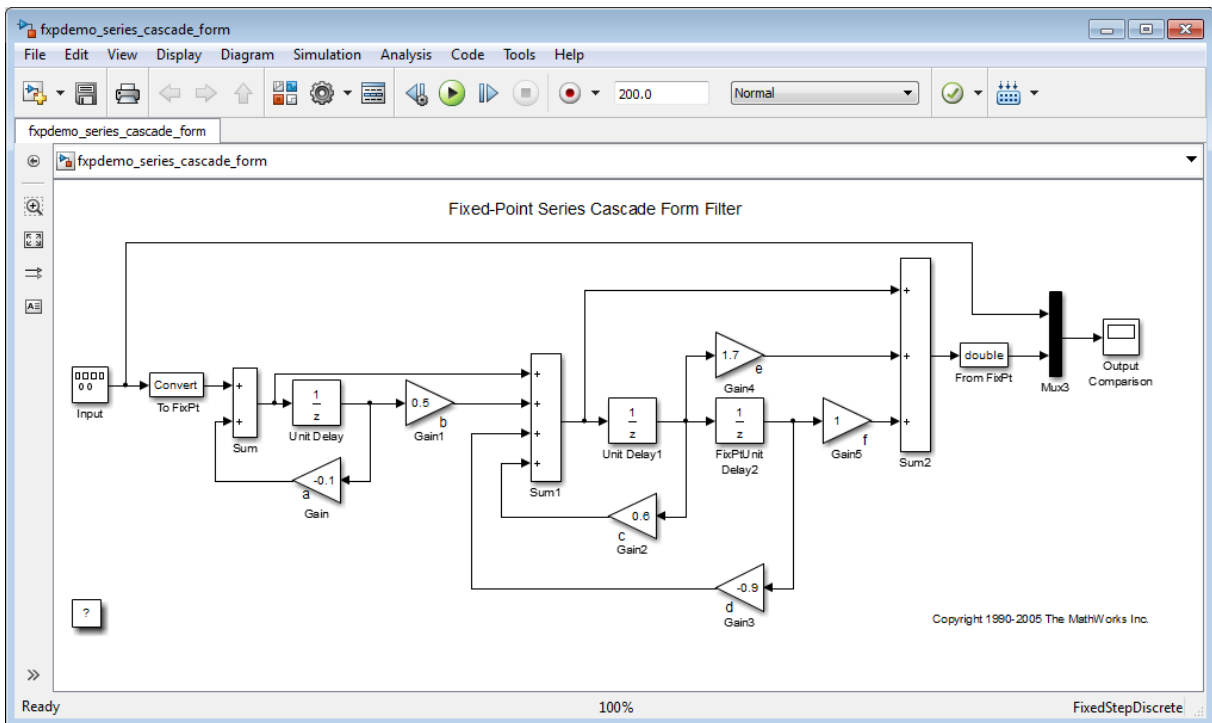 fxpdemo_series_cascade_form
File Edit View Display Diagram Simulation Analysis Code Tools Help
200.0 Normal
fxpdemo_series_cascade_form
fxpdemo_series_cascade_form
Fixed-Point Series Cascade Form Filter
Input
Convert
To FixPt
+
+
Sum
1
z
Unit Delay
-0.1
a
Gain
0.5
b
Gain1
+
+
+
+
Sum1
1
z
Unit Delay1
0.6
c
Gain2
1.7
e
Gain4
1
z
FixPtUnit
Delay2
-0.9
d
Gain3
1
f
Gain5
+
+
+
Sum2
double
From FixPt
Mux3
Output
Comparison
?
Copyright 1990-2005 The MathWorks Inc.
Ready 100% FixedStepDiscrete